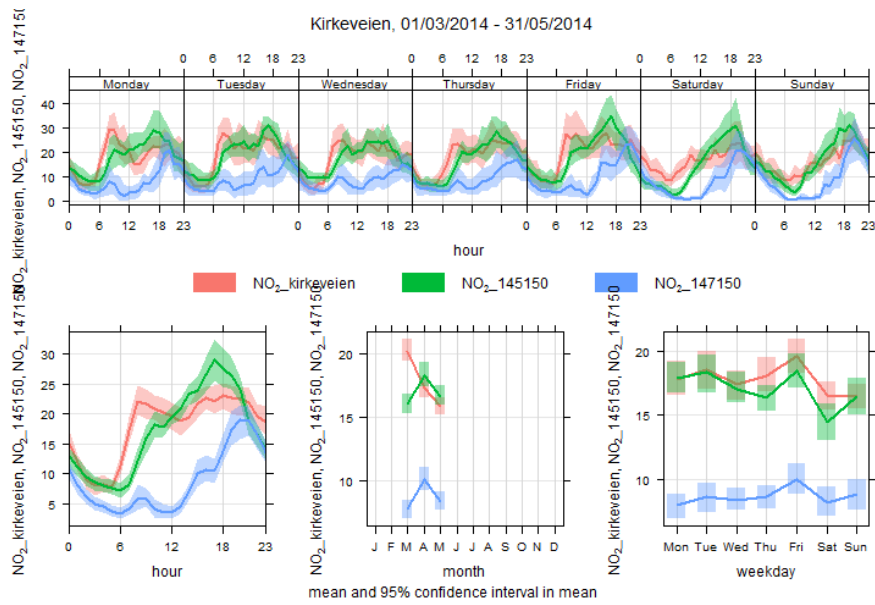 Kirkeveien, 01/03/2014 - 31/05/2014
0 6 12 18 23 0 6 12 18 23 0 6 12 18 23
Monday Tuesday Wednesday Thursday Friday Saturday Sunday
NO2_kirkeveien, NO2_145150, NO2_14715
40
30
20
10
0
0 6 12 18 23 0 6 12 18 23 0 6 12 18 23 0 6 12 18 23
hour
NO2_kirkeveien NO2_145150 NO2_147150
NO2_kirkeveien, NO2_145150, NO2_147150
30
25
20
15
10
5
0 6 12 18 23
hour
NO2_kirkeveien, NO2_145150, NO2_147150
20
15
10
J F M A M J J A S O N D
month
NO2_kirkeveien, NO2_145150, NO2_147150
20
15
10
Mon Tue Wed Thu Fri Sat Sun
weekday
mean and 95% confidence interval in mean